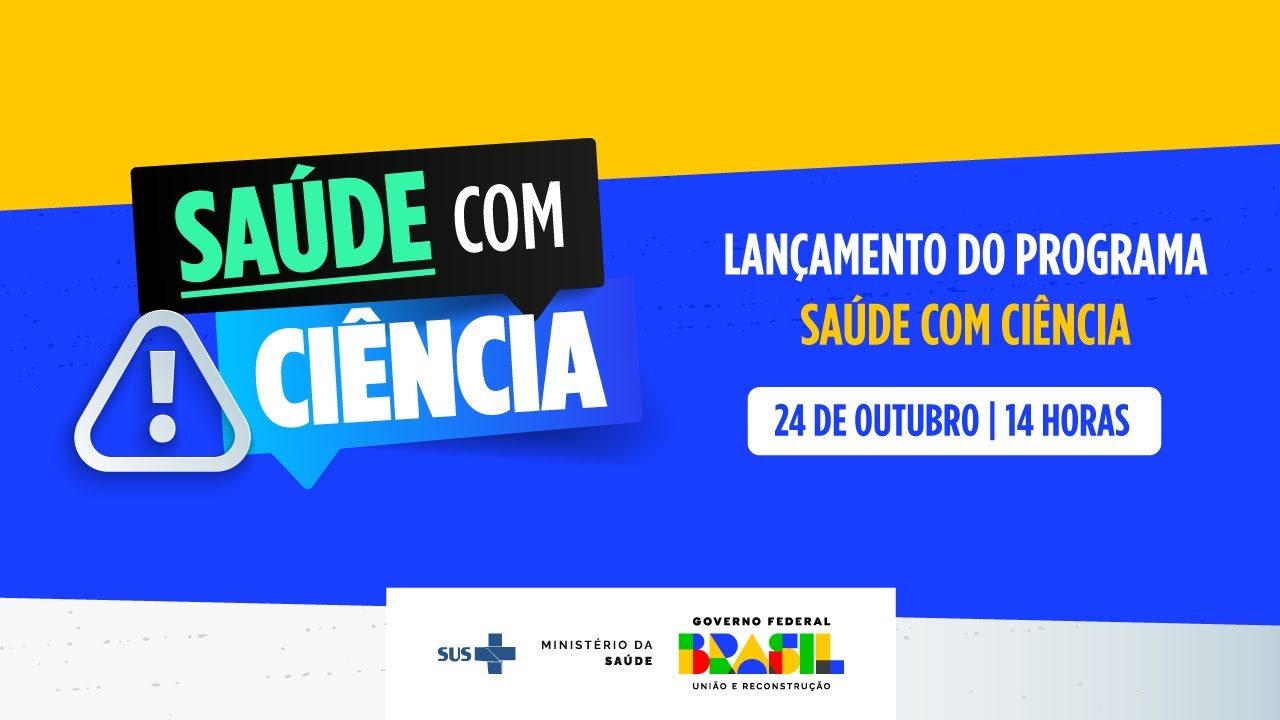 SAÚDE COM
CIÊNCIA
LANÇAMENTO DO PROGRAMA
SAÚDE COM CIÊNCIA
24 DE OUTUBRO | 14 HORAS
SUS
MINISTÉRIO DA
SAÚDE
GOVERNO FEDERAL
BRASIL
UNIÃO E RECONSTRUÇÃO